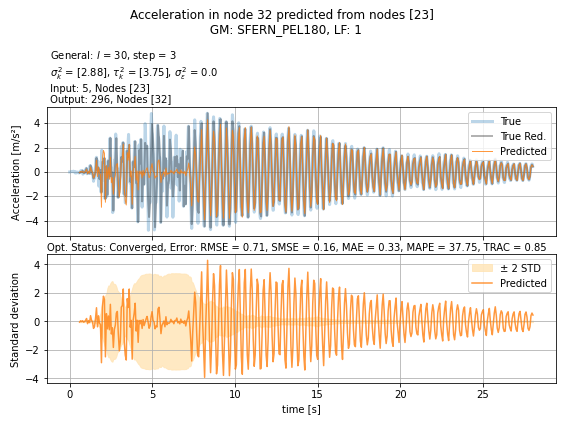 Acceleration in node 32 predicted from nodes [23]
GM: SFERN_PEL180, LF: 1
General: l = 30, step = 3
σ²ₖ = [2.88], τ²ₖ = [3.75], σ²ε = 0.0
Input: 5, Nodes [23]
Output: 296, Nodes [32]
Acceleration [m/s²]
4
2
0
−2
−4
True
True Red.
Predicted
Opt. Status: Converged, Error: RMSE = 0.71, SMSE = 0.16, MAE = 0.33, MAPE = 37.75, TRAC = 0.85
Standard deviation
4
2
0
−2
−4
± 2 STD
Predicted
0
5
10
15
20
25
time [s]